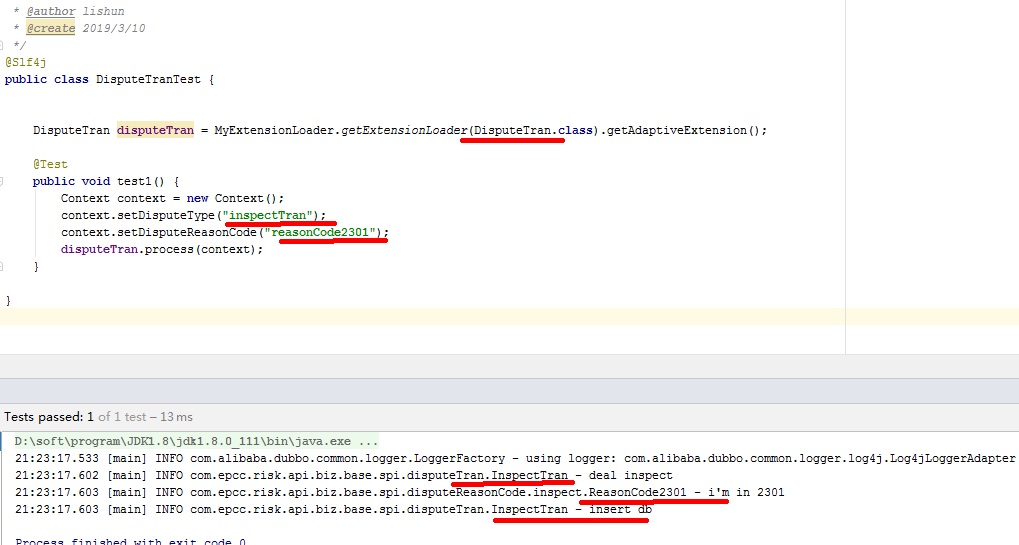 * @author lishun
* @create 2019/3/10
*/
@Slf4j
public class DisputeTranTest {
DisputeTran disputeTran = MyExtensionLoader.getExtensionLoader(DisputeTran.class).getAdaptiveExtension();
@Test
public void test1() {
Context context = new Context();
context.setDisputeType("inspectTran");
context.setDisputeReasonCode("reasonCode2301");
disputeTran.process(context);
}
}
Tests passed: 1 of 1 test – 13 ms
D:\soft\program\JDK1.8\jdk1.8.0_111\bin\java.exe ...
21:23:17.533 [main] INFO com.alibaba.dubbo.common.logger.LoggerFactory - using logger: com.alibaba.dubbo.common.logger.log4j.Log4jLoggerAdapter
21:23:17.602 [main] INFO com.epcc.risk.api.biz.base.spi.disputeTran.InspectTran - deal inspect
21:23:17.603 [main] INFO com.epcc.risk.api.biz.base.spi.disputeReasonCode.inspect.ReasonCode2301 - i'm in 2301
21:23:17.603 [main] INFO com.epcc.risk.api.biz.base.spi.disputeTran.InspectTran - insert db
Process finished with exit code 0